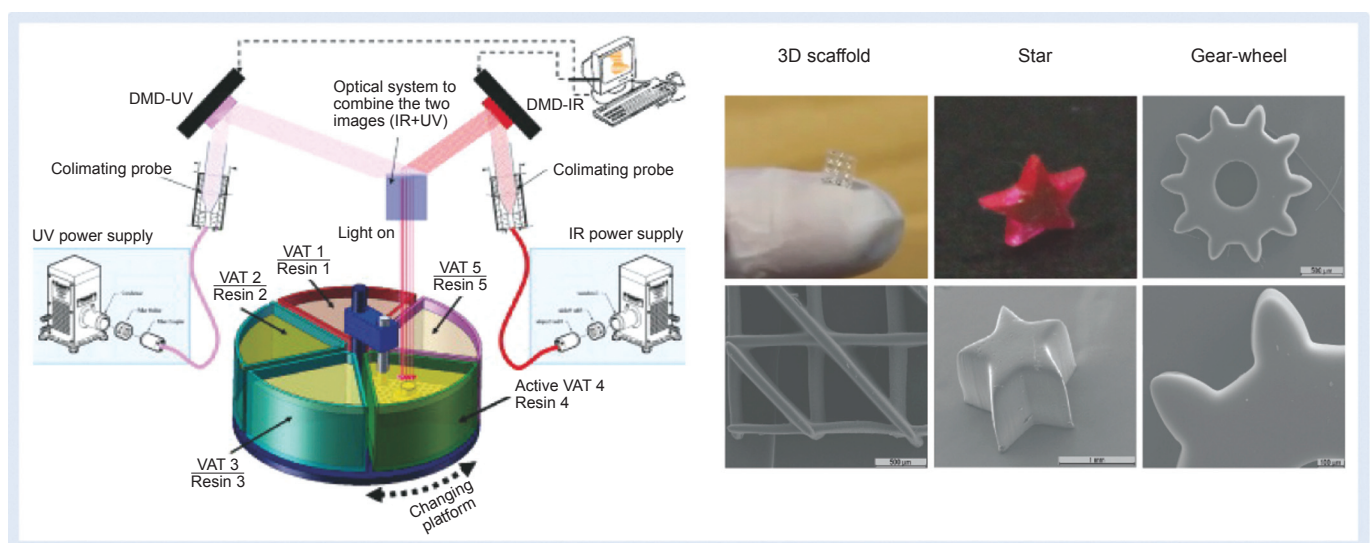 DMD-UV
Optical system to
combine the two
images (IR+UV)
DMD-IR
Colimating probe
Colimating probe
UV power supply
Light on
IR power supply
VAT 1
Resin 1
VAT 2
Resin 2
VAT 5
Resin 5
Active VAT 4
Resin 4
VAT 3
Resin 3
Changing
platform
3D scaffold
Star
Gear-wheel
500 µm
500 µm
1 mm
100 µm